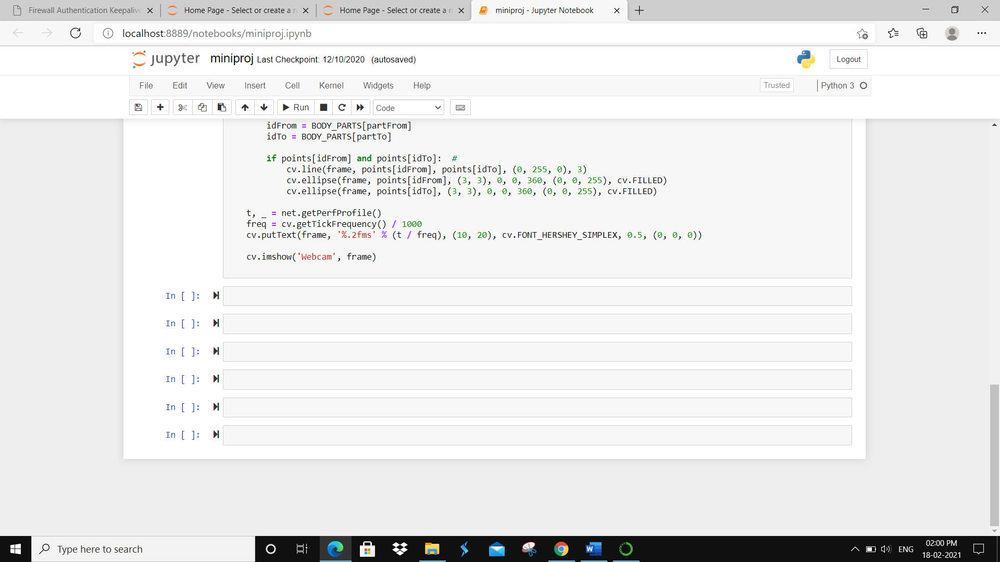 Firewall Authentication Keepalive
Home Page - Select or create a n
Home Page - Select or create a n
miniproj - Jupyter Notebook
localhost:8889/notebooks/miniproj.ipynb
jupyter miniproj Last Checkpoint: 12/10/2020 (autosaved)
Logout
File Edit View Insert Cell Kernel Widgets Help
Trusted
Python 3
Run
Code
idFrom = BODY_PARTS[partFrom]
idTo = BODY_PARTS[partTo]
if points[idFrom] and points[idTo]:  #
cv.line(frame, points[idFrom], points[idTo], (0, 255, 0), 3)
cv.ellipse(frame, points[idFrom], (3, 3), 0, 0, 360, (0, 0, 255), cv.FILLED)
cv.ellipse(frame, points[idTo], (3, 3), 0, 0, 360, (0, 0, 255), cv.FILLED)
t, _ = net.getPerfProfile()
freq = cv.getTickFrequency() / 1000
cv.putText(frame, '%.2fms' % (t / freq), (10, 20), cv.FONT_HERSHEY_SIMPLEX, 0.5, (0, 0, 0))
cv.imshow('Webcam', frame)
In [ ]:
In [ ]:
In [ ]:
In [ ]:
In [ ]:
In [ ]:
Type here to search
ENG
02:00 PM
18-02-2021